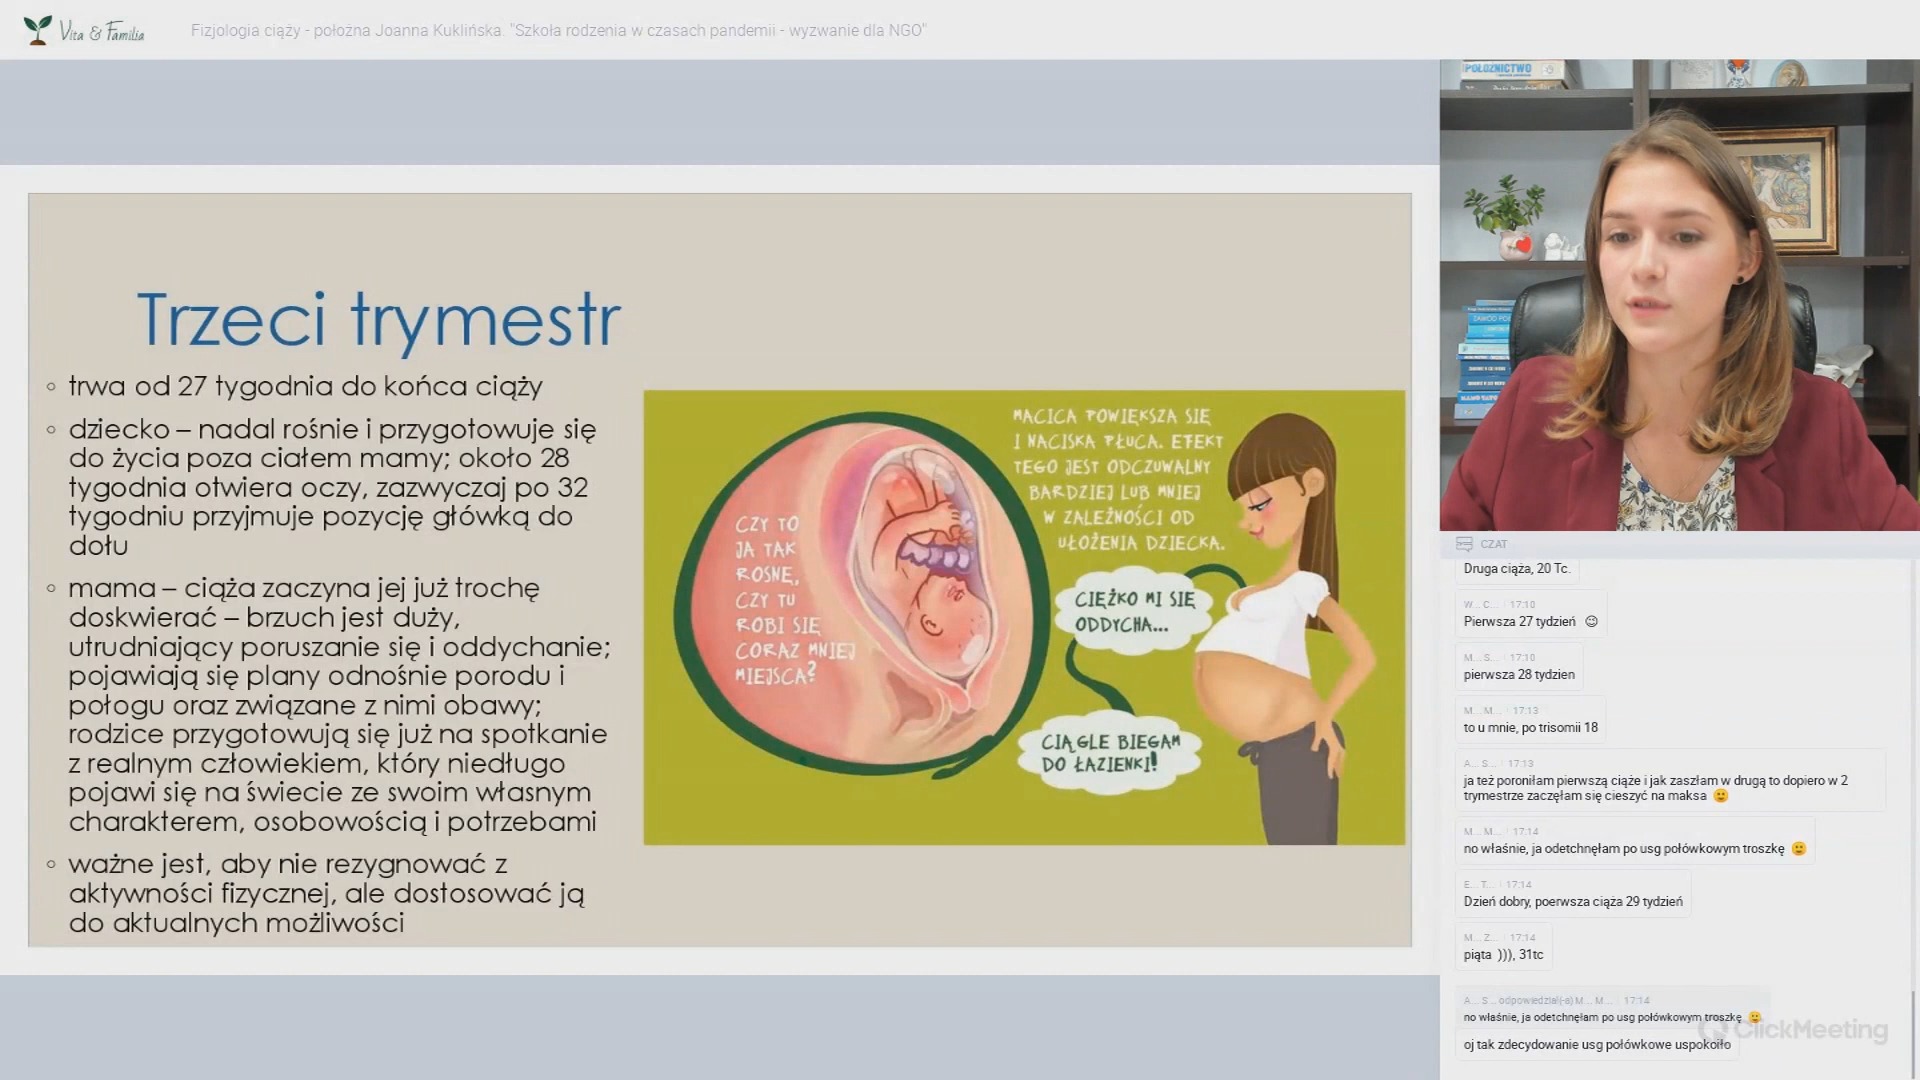 Vita & Familia
Fizjologia ciąży - położna Joanna Kuklińska. "Szkoła rodzenia w czasach pandemii - wyzwanie dla NGO"
Trzeci trymestr
◦ trwa od 27 tygodnia do końca ciąży
◦ dziecko – nadal rośnie i przygotowuje się
do życia poza ciałem mamy; około 28
tygodnia otwiera oczy, zazwyczaj po 32
tygodniu przyjmuje pozycję główką do
dołu
◦ mama – ciąża zaczyna jej już trochę
doskwierać – brzuch jest duży,
utrudniający poruszanie się i oddychanie;
pojawiają się plany odnośnie porodu i
połogu oraz związane z nimi obawy;
rodzice przygotowują się już na spotkanie
z realnym człowiekiem, który niedługo
pojawi się na świecie ze swoim własnym
charakterem, osobowością i potrzebami
◦ ważne jest, aby nie rezygnować z
aktywności fizycznej, ale dostosować ją
do aktualnych możliwości
CZY TO
JA TAK
ROSNĘ,
CZY TU
ROBI SIĘ
CORAZ MNIEJ
MIEJSCA?
MACICA POWIĘKSZA SIĘ
I NACISKA PŁUCA. EFEKT
TEGO JEST ODCZUWALNY
BARDZIEJ LUB MNIEJ
W ZALEŻNOŚCI OD
UŁOŻENIA DZIECKA.
CIĘŻKO MI SIĘ
ODDYCHA...
CIĄGLE BIEGAM
DO ŁAZIENKI!
POŁOŻNICTWO
CZAT
Druga ciąża, 20 Tc.
W... C... 17:10
Pierwsza 27 tydzień ☺
M... S... 17:10
pierwsza 28 tydzien
M... M... 17:13
to u mnie, po trisomii 18
A... S... 17:13
ja też poroniłam pierwszą ciąże i jak zaszłam w drugą to dopiero w 2
trymestrze zaczęłam się cieszyć na maksa 🙂
M... M... 17:14
no właśnie, ja odetchnęłam po usg połówkowym troszkę 🙂
E... T... 17:14
Dzień dobry, poerwsza ciąża 29 tydzień
M... Z... 17:14
piąta ))), 31tc
A... S... odpowiedział(-a) M... M... 17:14
no właśnie, ja odetchnęłam po usg połówkowym troszkę 🙂
oj tak zdecydowanie usg połówkowe uspokoiło
ClickMeeting